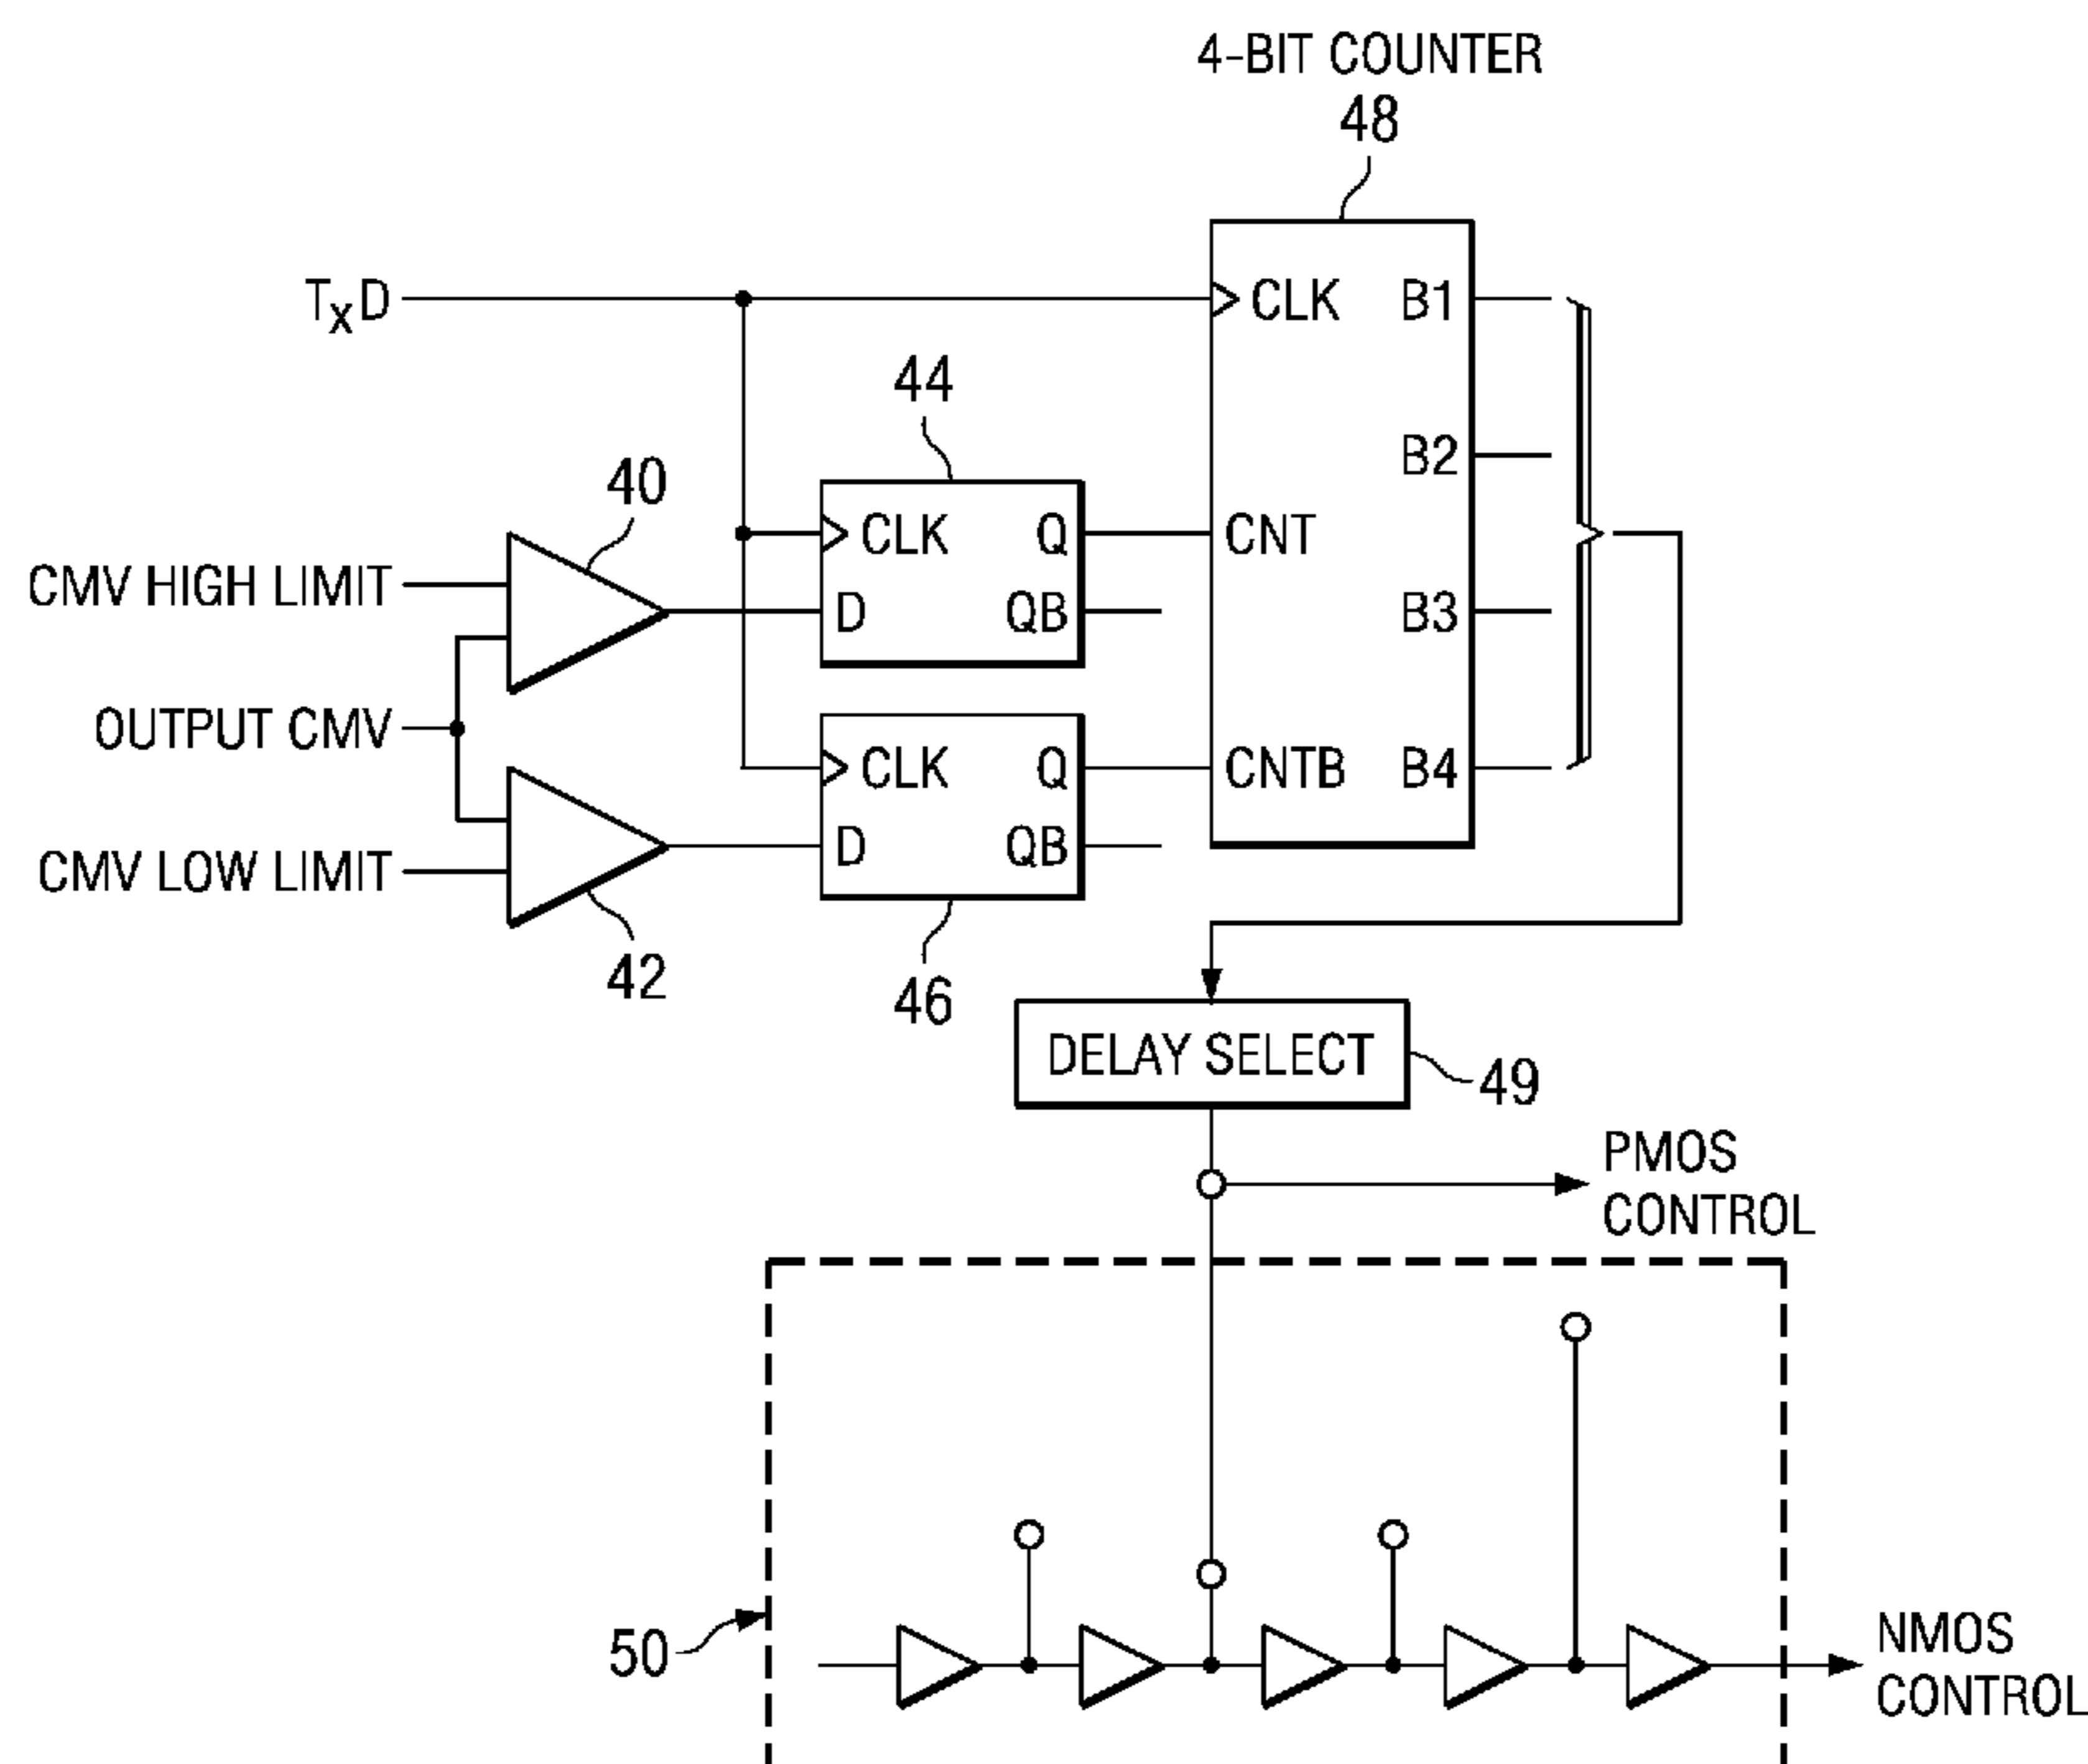 4-BIT COUNTER
48
TxD
CLK
B1
44
B2
40
CLK
Q
CNT
CMV HIGH LIMIT
D
QB
B3
OUTPUT CMV
CLK
Q
CNTB
B4
CMV LOW LIMIT
D
QB
42
46
DELAY SELECT
49
PMOS
CONTROL
50
NMOS
CONTROL